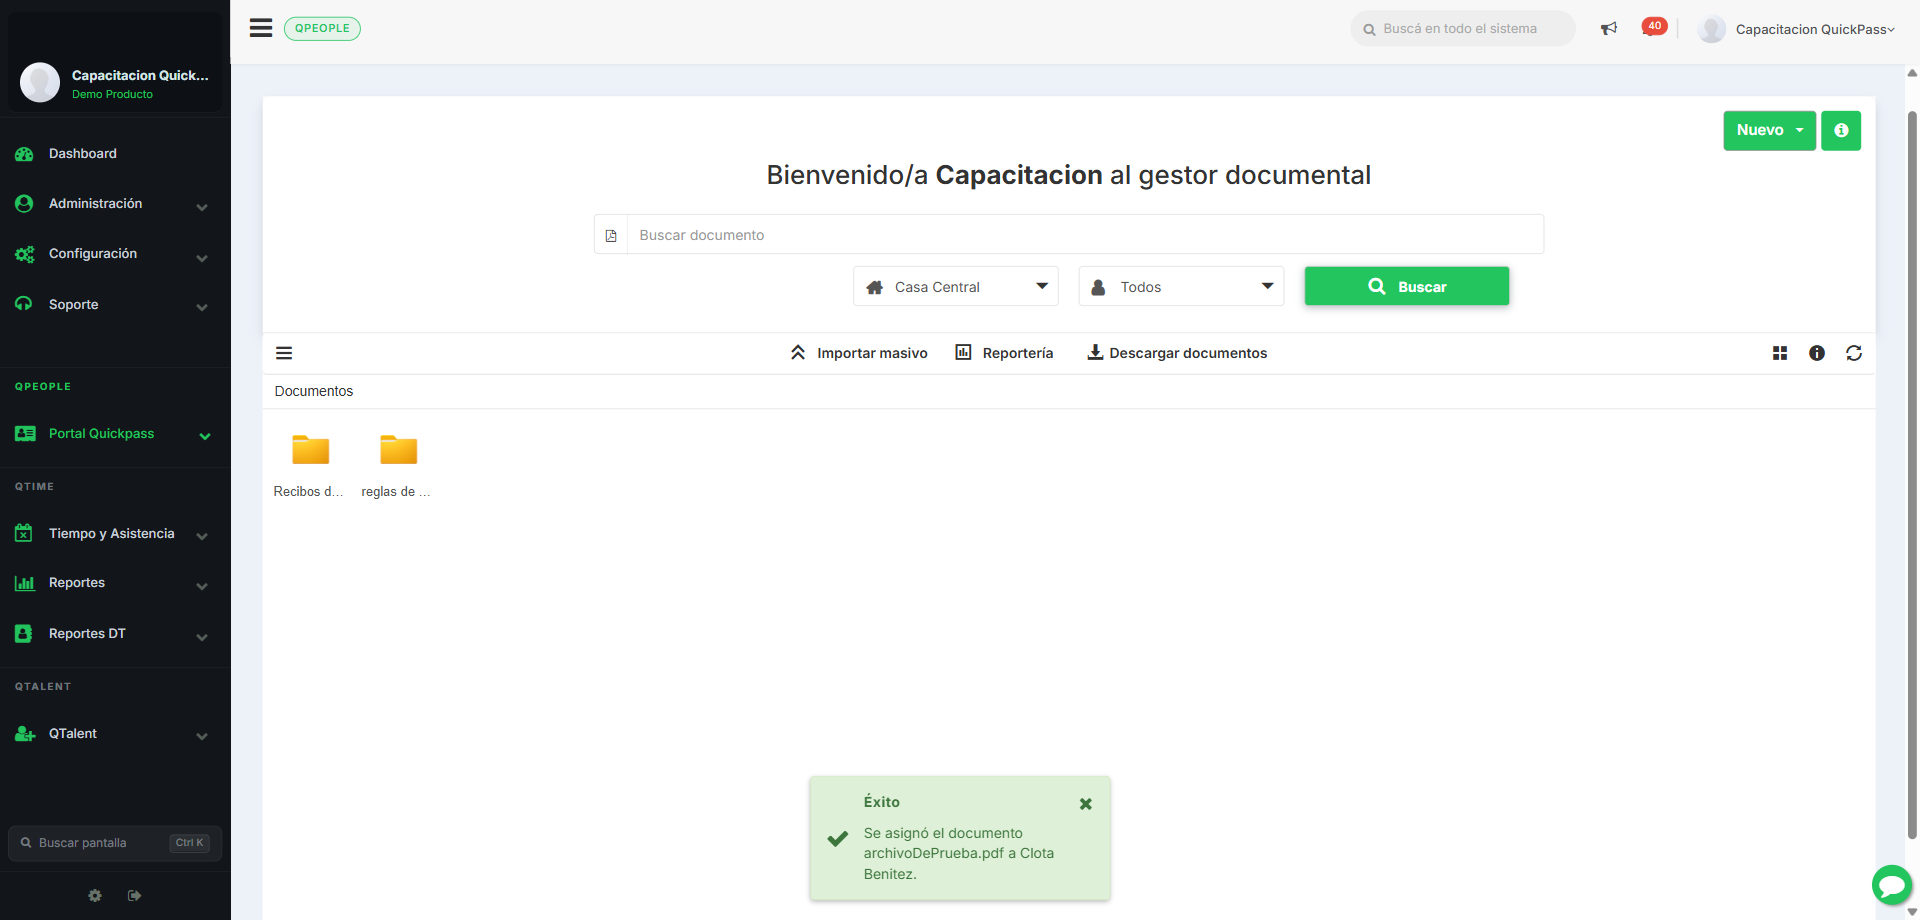 Capacitacion Quick...
Demo Producto
Dashboard
Administración
Configuración
Soporte
QPEOPLE
Portal Quickpass
QTIME
Tiempo y Asistencia
Reportes
Reportes DT
QTALENT
QTalent
Buscar pantalla
Ctrl K
QPEOPLE
Buscá en todo el sistema
40
Capacitacion QuickPass
Nuevo
Bienvenido/a Capacitacion al gestor documental
Buscar documento
Casa Central
Todos
Buscar
Importar masivo
Reportería
Descargar documentos
Documentos
Recibos d...
reglas de ...
Éxito
Se asignó el documento
archivoDePrueba.pdf a Clota
Benitez.